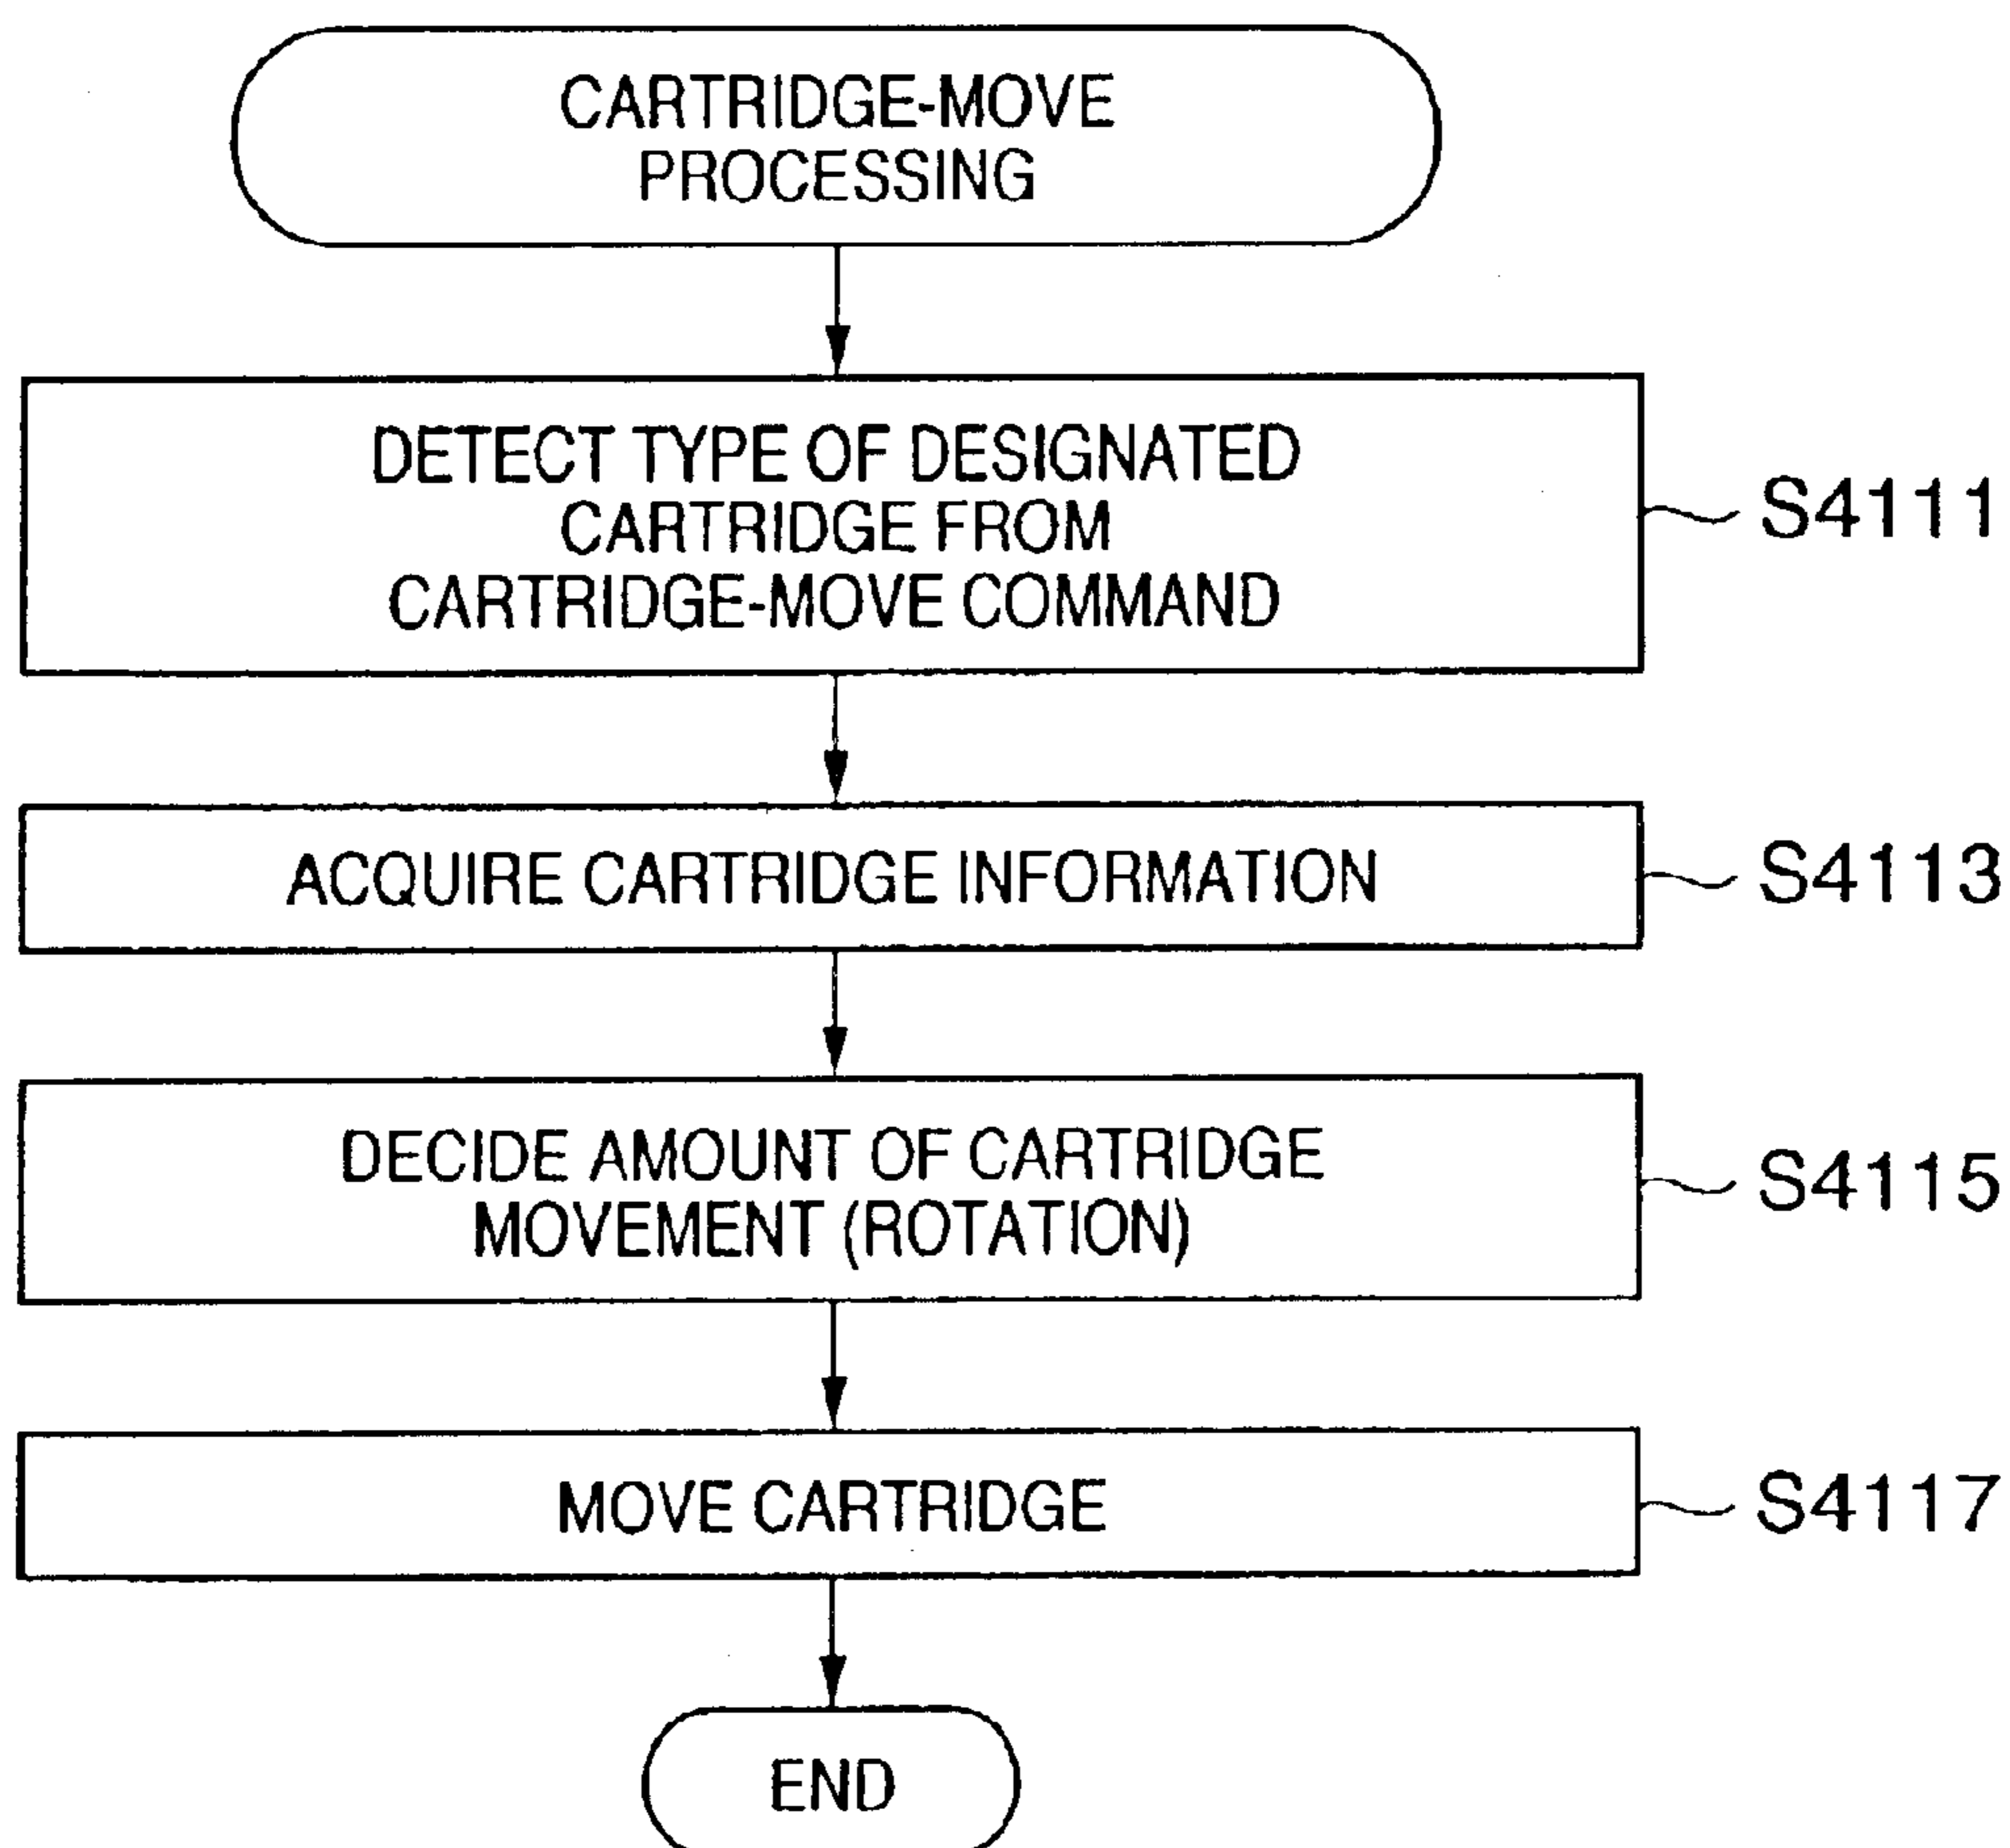 CARTRIDGE-MOVE
PROCESSING
DETECT TYPE OF DESIGNATED
CARTRIDGE FROM
CARTRIDGE-MOVE COMMAND
S4111
ACQUIRE CARTRIDGE INFORMATION
S4113
DECIDE AMOUNT OF CARTRIDGE
MOVEMENT (ROTATION)
S4115
MOVE CARTRIDGE
S4117
END